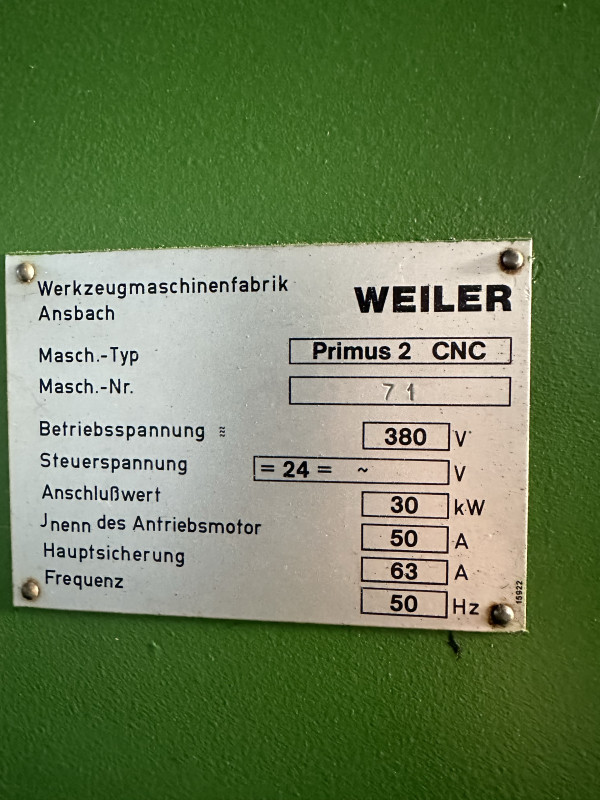 Werkzeugmaschinenfabrik
Ansbach
WEILER
Masch.-Typ Primus 2 CNC
Masch.-Nr. 71
Betriebsspannung ≂ 380 V
Steuerspannung = 24 = ~ V
Anschlußwert 30 kW
Jnenn des Antriebsmotor 50 A
Hauptsicherung 63 A
Frequenz 50 Hz
15922